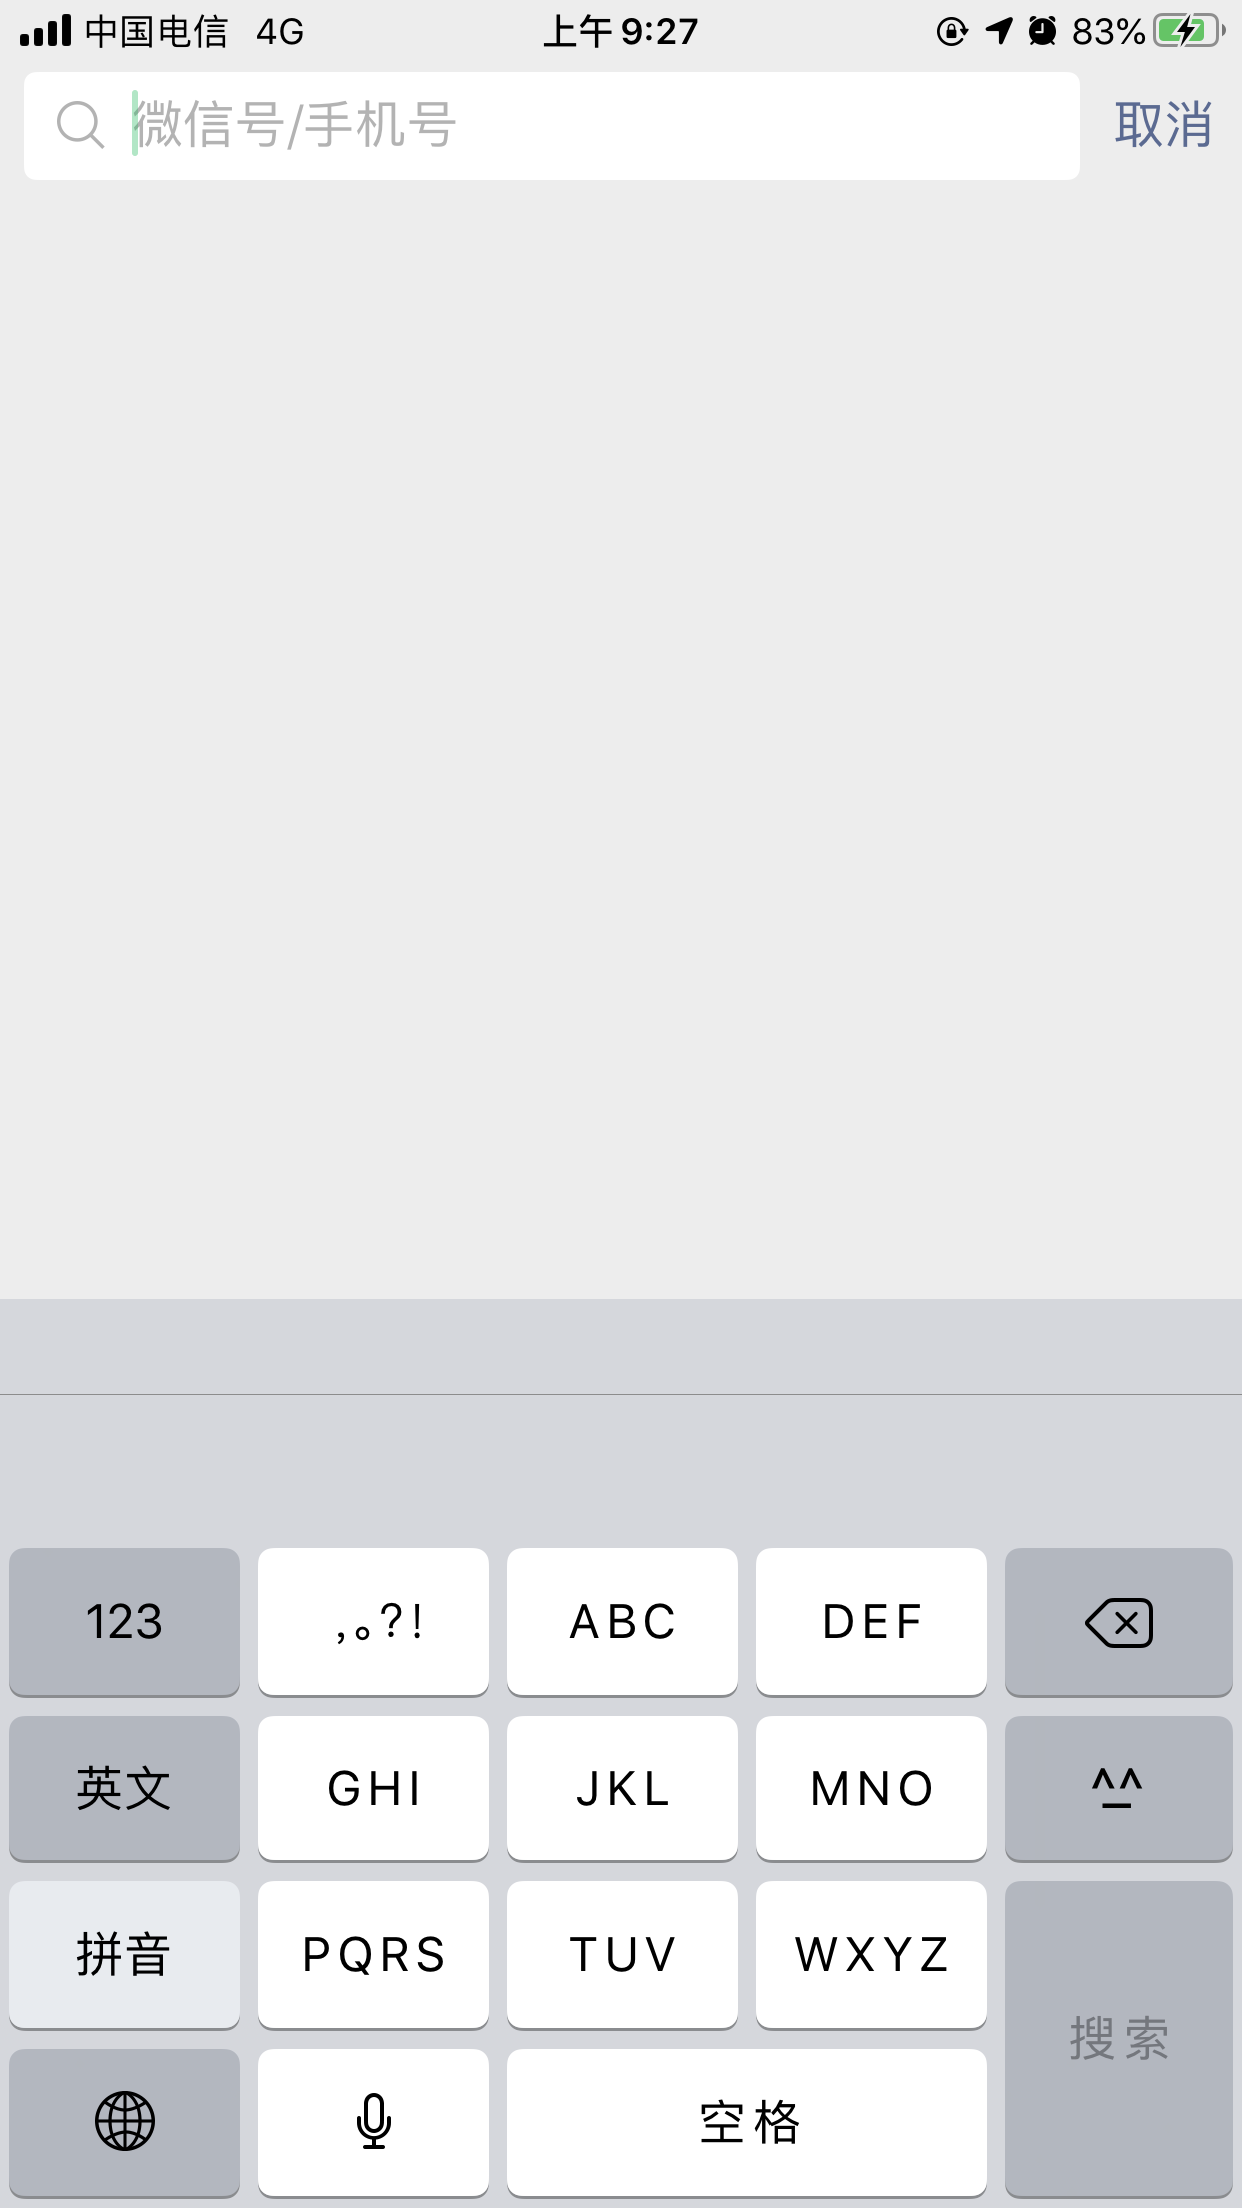 中国电信 4G 上午 9:27 83%
微信号/手机号 取消
123 ,。?! ABC DEF
英文 GHI JKL MNO ^_^
拼音 PQRS TUV WXYZ
搜索
空格